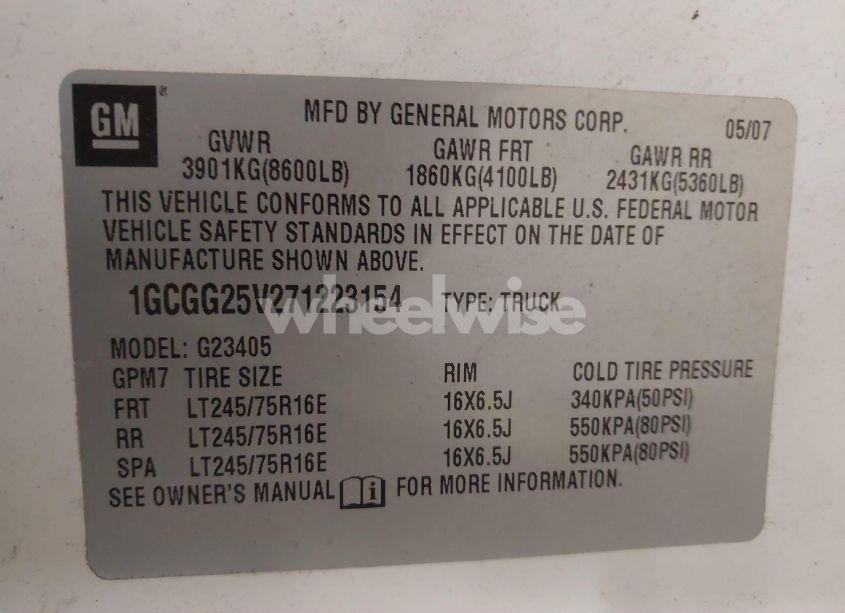 GM
MFD BY GENERAL MOTORS CORP. 05/07
GVWR GAWR FRT GAWR RR
3901KG(8600LB) 1860KG(4100LB) 2431KG(5360LB)
THIS VEHICLE CONFORMS TO ALL APPLICABLE U.S. FEDERAL MOTOR
VEHICLE SAFETY STANDARDS IN EFFECT ON THE DATE OF
MANUFACTURE SHOWN ABOVE.
1GCGG25V271223154 TYPE: TRUCK
wheelwise
MODEL: G23405
GPM7 TIRE SIZE RIM COLD TIRE PRESSURE
FRT LT245/75R16E 16X6.5J 340KPA(50PSI)
RR LT245/75R16E 16X6.5J 550KPA(80PSI)
SPA LT245/75R16E 16X6.5J 550KPA(80PSI)
SEE OWNER'S MANUAL i FOR MORE INFORMATION.